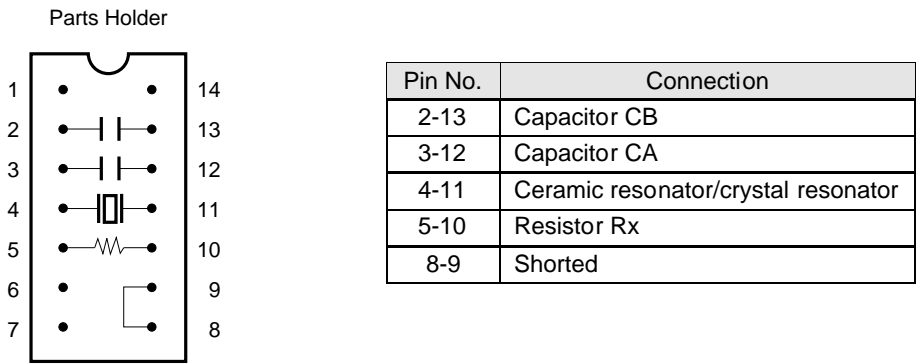 Parts Holder
1 14
2 13
3 12
4 11
5 10
6 9
7 8
Pin No. Connection
2-13 Capacitor CB
3-12 Capacitor CA
4-11 Ceramic resonator/crystal resonator
5-10 Resistor Rx
8-9 Shorted